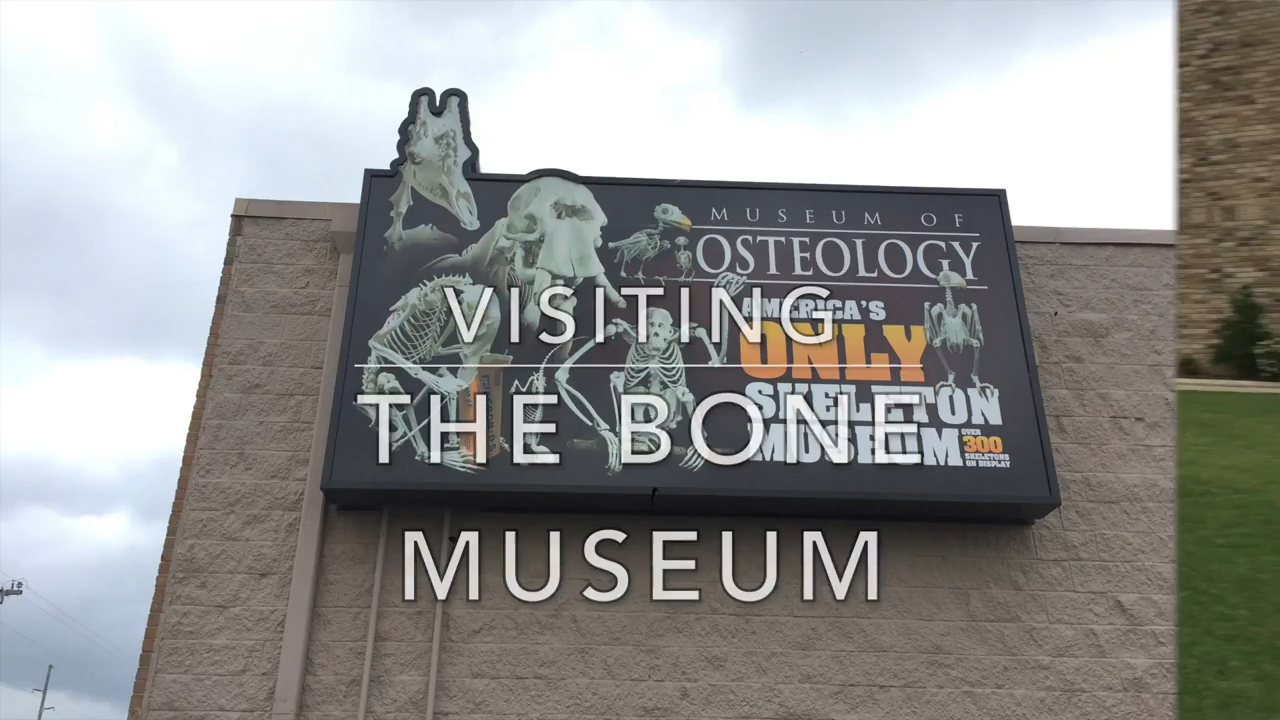 MUSEUM OF
OSTEOLOGY
AMERICA'S
ONLY
SKELETON
MUSEUM
OVER
300
SKELETONS
ON DISPLAY
VISITING
THE BONE
MUSEUM